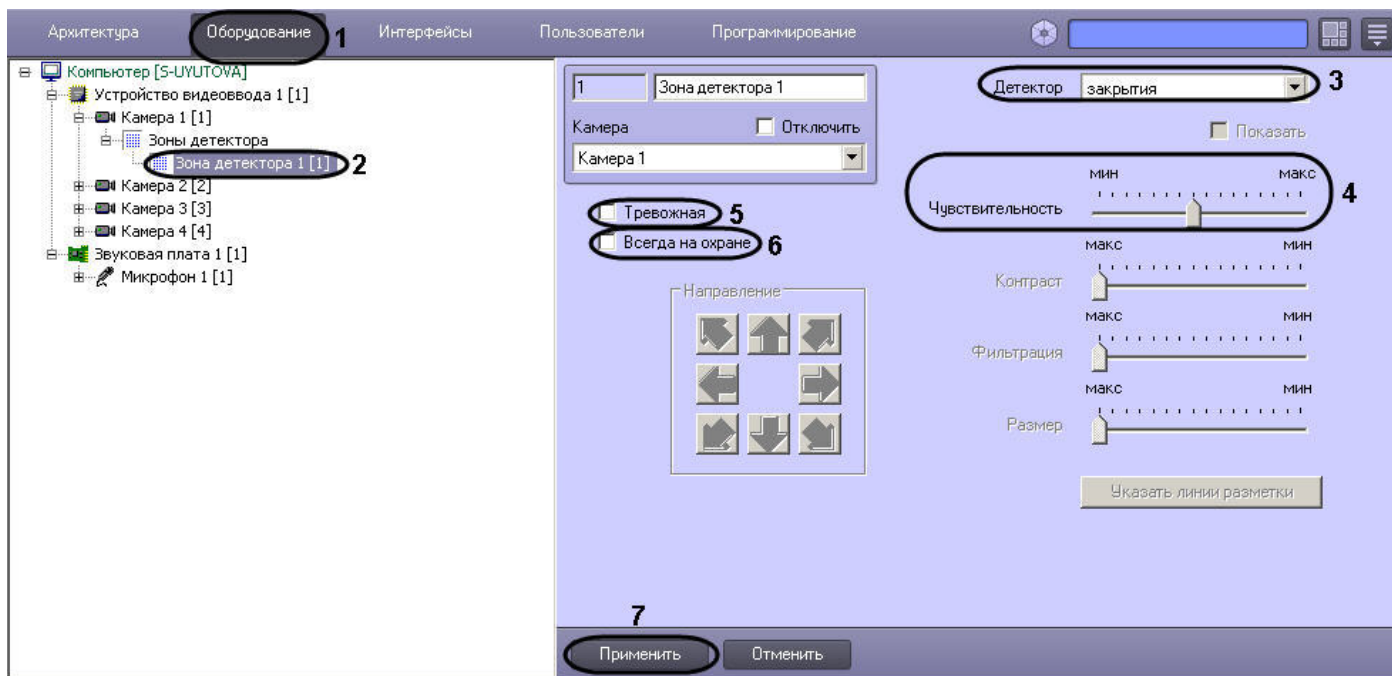 Архитектура Оборудование 1 Интерфейсы Пользователи Программирование
Компьютер [S-UYUTOVA]
Устройство видеоввода 1 [1]
Камера 1 [1]
Зоны детектора
Зона детектора 1 [1] 2
Камера 2 [2]
Камера 3 [3]
Камера 4 [4]
Звуковая плата 1 [1]
Микрофон 1 [1]
1 Зона детектора 1
Камера Отключить
Камера 1
Тревожная 5
Всегда на охране 6
Направление
Детектор закрытия 3
Показать
мин макс
Чувствительность 4
макс мин
Контраст
макс мин
Фильтрация
макс мин
Размер
Указать линии разметки
7
Применить Отменить